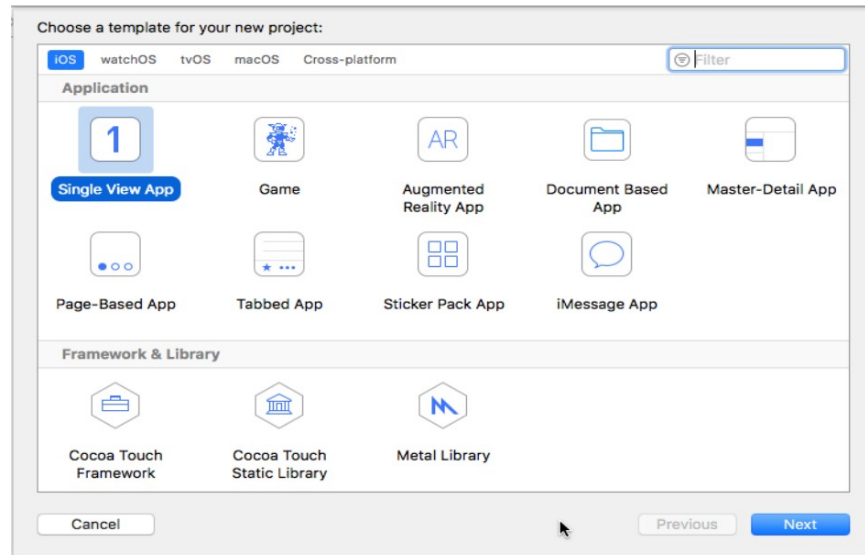 Choose a template for your new project:
iOS watchOS tvOS macOS Cross-platform Filter
Application
1 AR
Single View App Game Augmented Reality App Document Based App Master-Detail App
Page-Based App Tabbed App Sticker Pack App iMessage App
Framework & Library
Cocoa Touch Framework Cocoa Touch Static Library Metal Library
Cancel Previous Next